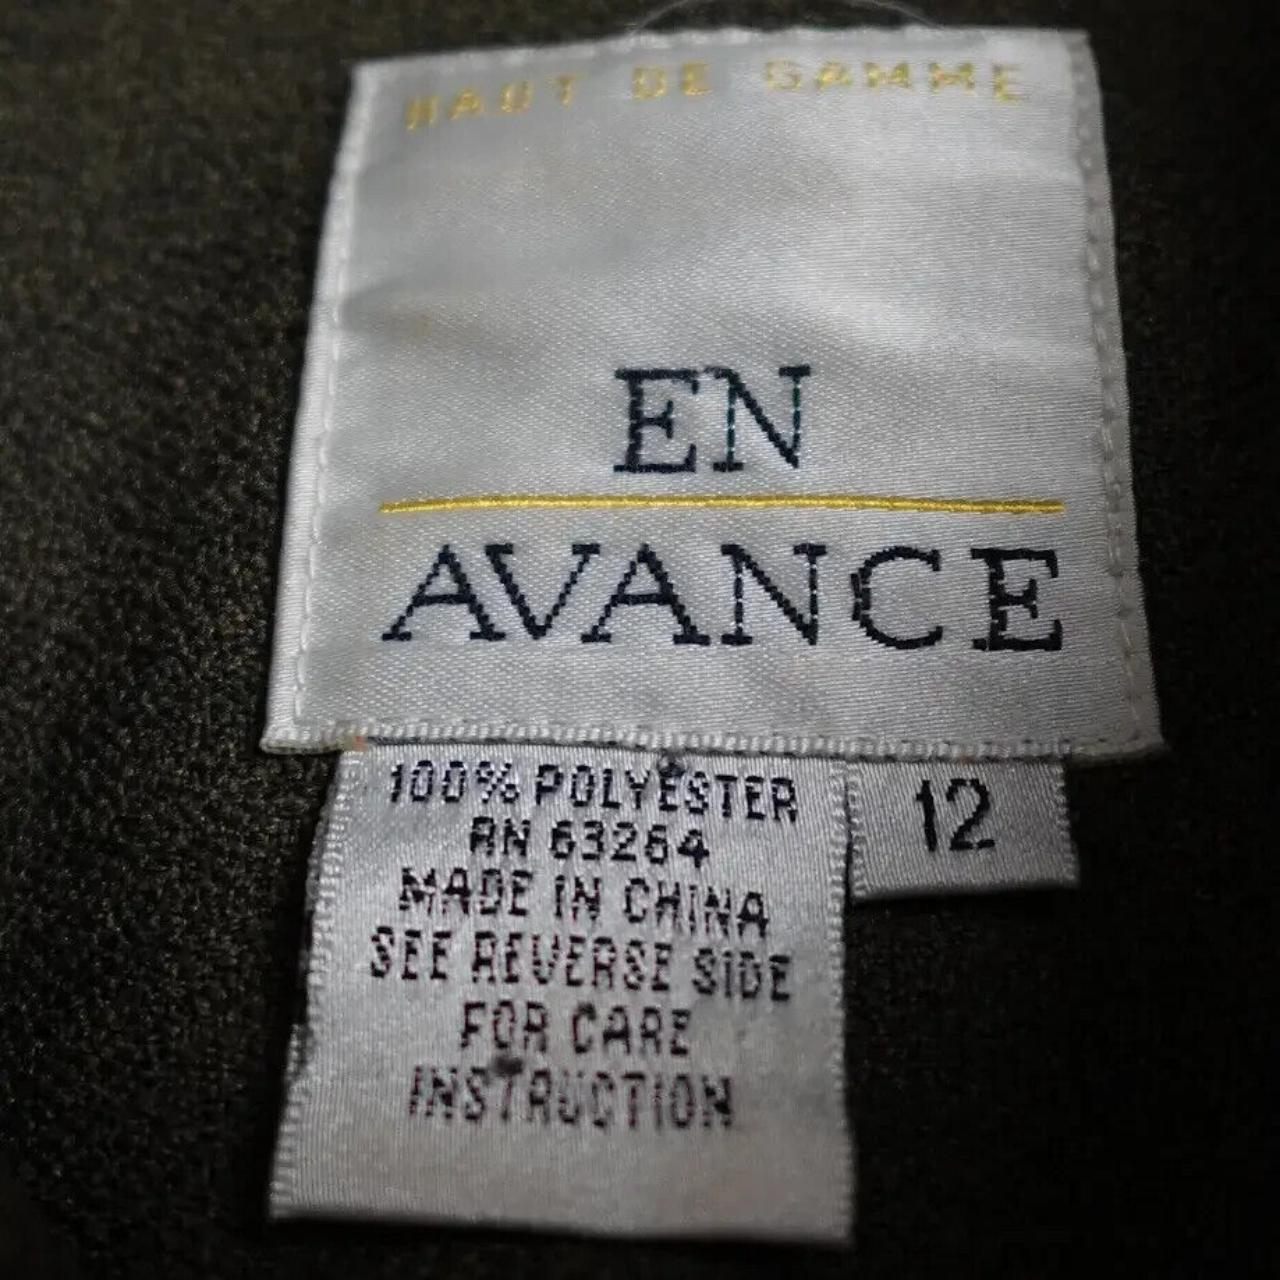 HAUT DE GAMME
EN
AVANCE
100% POLYESTER
RN 63264
MADE IN CHINA
SEE REVERSE SIDE
FOR CARE
INSTRUCTION
12